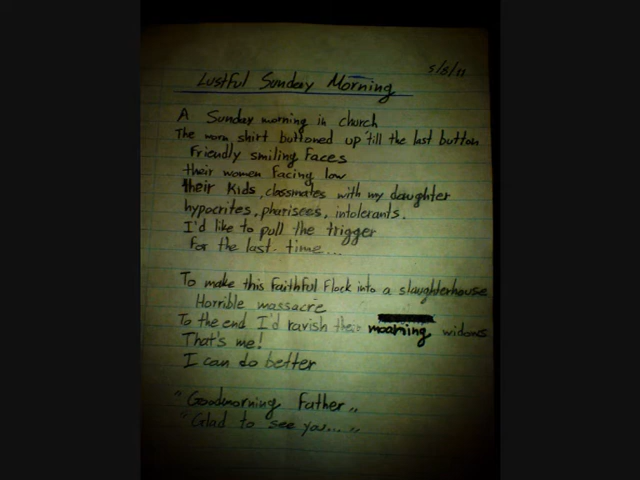 5/8/11
Lustful Sunday Morning
A Sunday morning in church
The worn shirt buttoned up 'till the last button
Friendly smiling faces
their women facing low
their kids, classmates with my daughter
hypocrites, pharisees, intolerants.
I'd like to pull the trigger
For the last time...
To make this faithful Flock into a slaughterhouse
Horrible massacre
To the end I'd ravish their moarning widows
That's me!
I can do better
"Goodmorning Father„
"Glad to see you...„